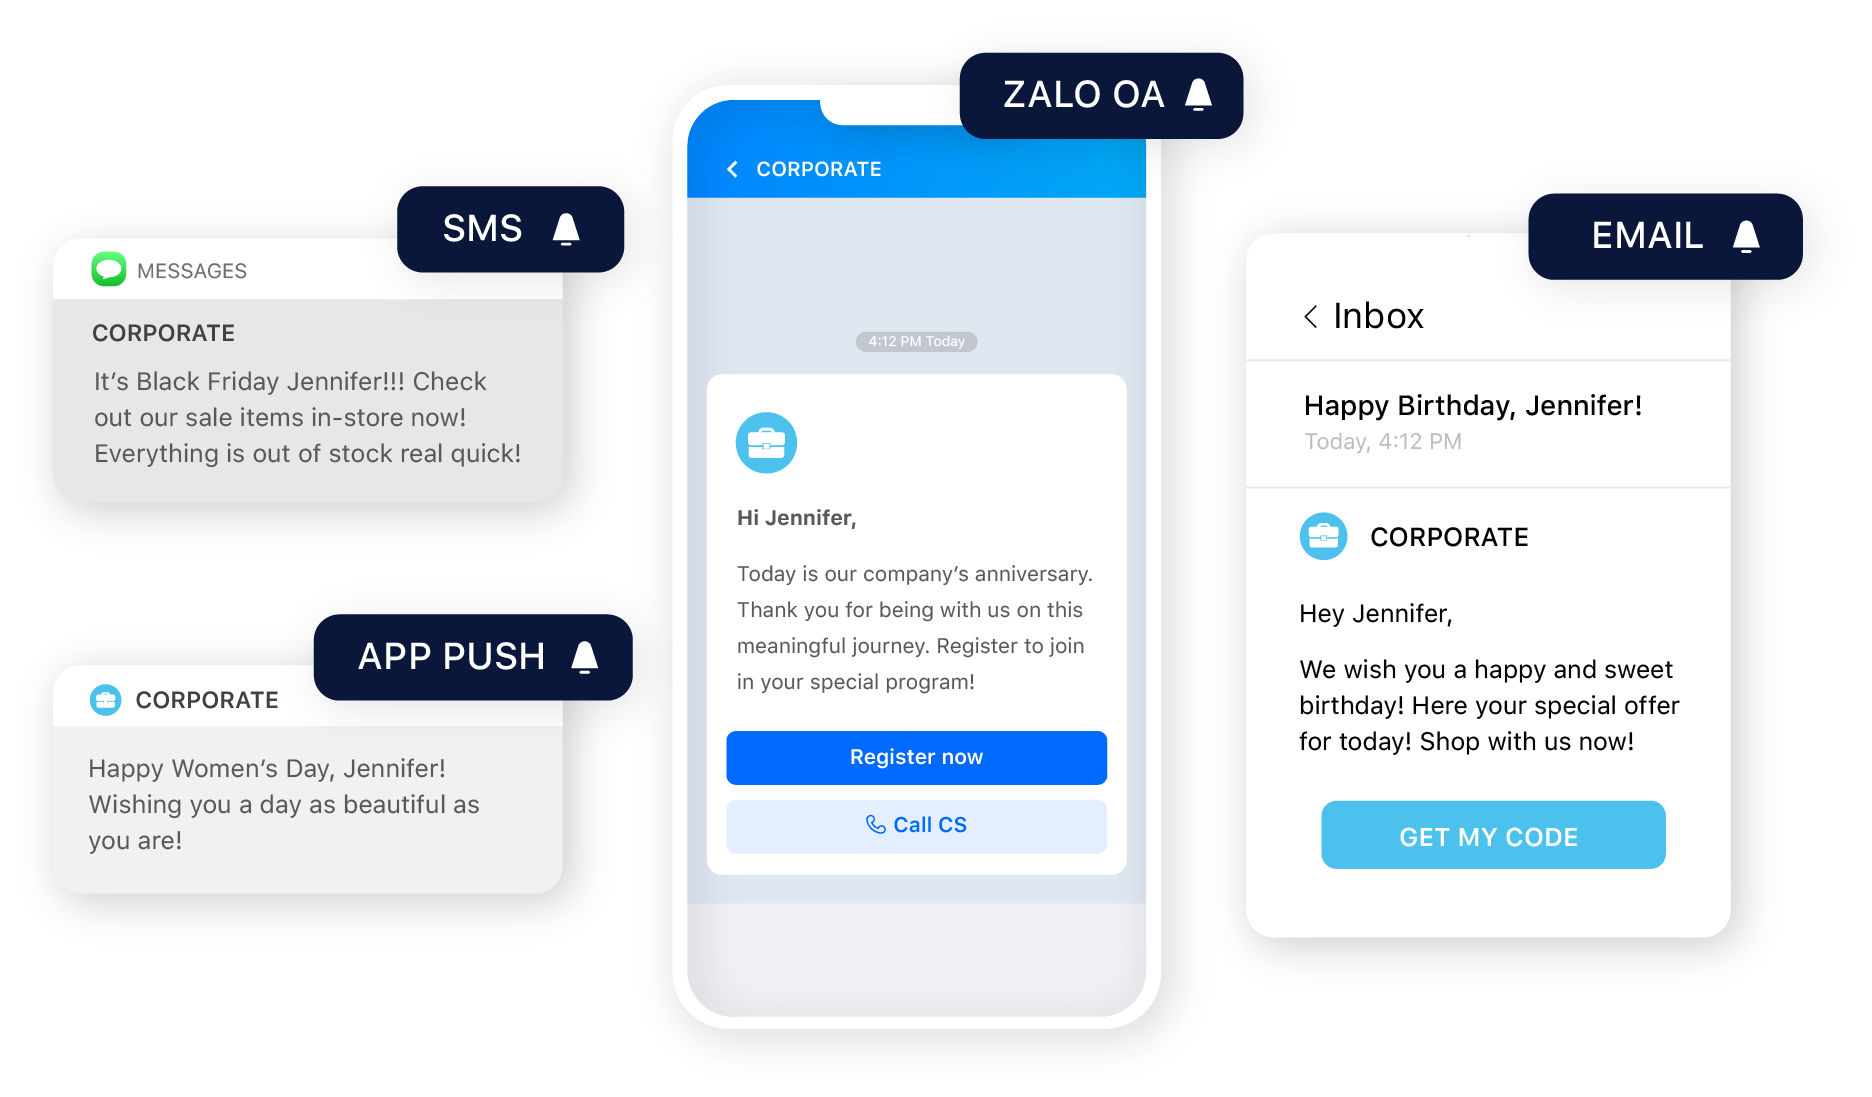 SMS
MESSAGES
CORPORATE
It’s Black Friday Jennifer!!! Check
out our sale items in-store now!
Everything is out of stock real quick!
APP PUSH
CORPORATE
Happy Women’s Day, Jennifer!
Wishing you a day as beautiful as
you are!
ZALO OA
CORPORATE
4:12 PM Today
Hi Jennifer,
Today is our company’s anniversary.
Thank you for being with us on this
meaningful journey. Register to join
in your special program!
Register now
Call CS
EMAIL
Inbox
Happy Birthday, Jennifer!
Today, 4:12 PM
CORPORATE
Hey Jennifer,
We wish you a happy and sweet
birthday! Here your special offer
for today! Shop with us now!
GET MY CODE